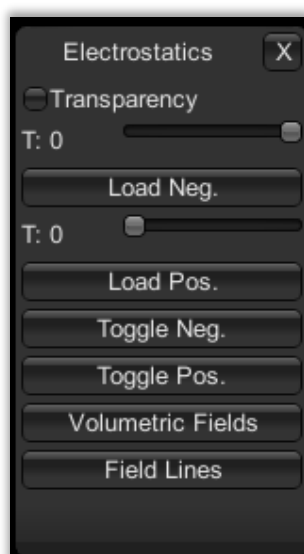 Electrostatics X
Transparency
T: 0
Load Neg.
T: 0
Load Pos.
Toggle Neg.
Toggle Pos.
Volumetric Fields
Field Lines